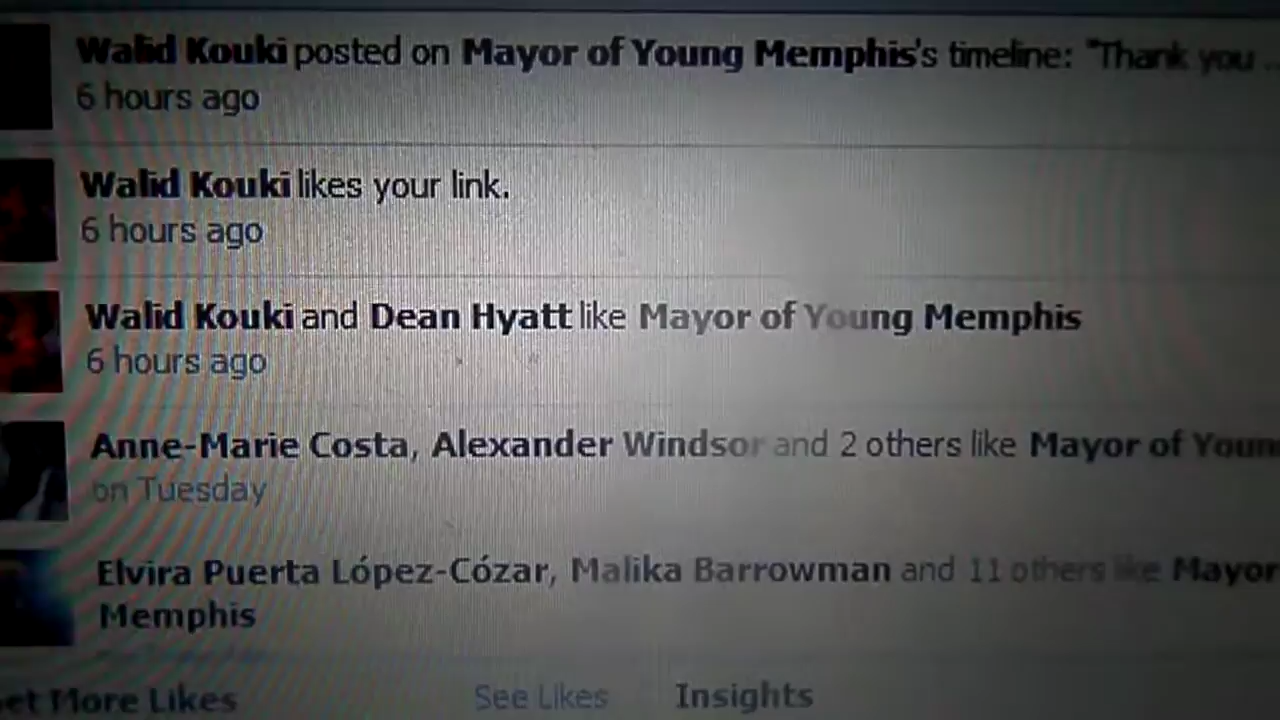 Walid Kouki posted on Mayor of Young Memphis's timeline: "Thank you ...
6 hours ago
Walid Kouki likes your link.
6 hours ago
Walid Kouki and Dean Hyatt like Mayor of Young Memphis
6 hours ago
Anne-Marie Costa, Alexander Windsor and 2 others like Mayor of Youn
on Tuesday
Elvira Puerta López-Cózar, Malika Barrowman and 11 others like Mayor
Memphis
et More Likes See Likes Insights